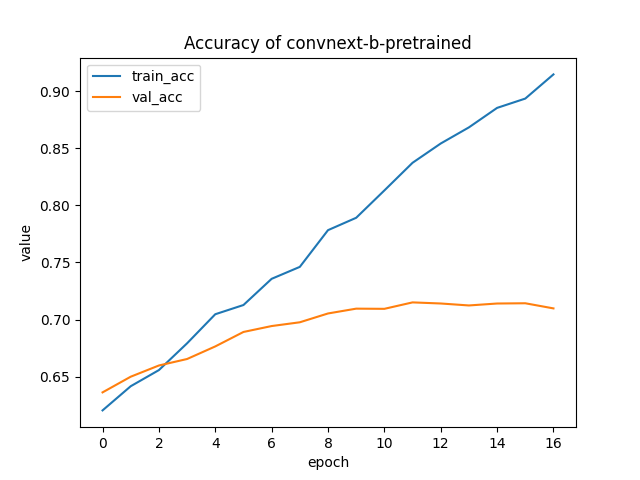 Accuracy of convnext-b-pretrained
train_acc
val_acc
0.90
0.85
0.80
0.75
0.70
0.65
value
0 2 4 6 8 10 12 14 16
epoch